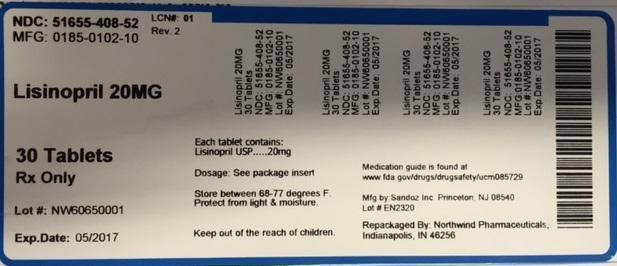 NDC: 51655-408-52
MFG: 0185-0102-10
LCN#: 01
Rev. 2
Lisinopril 20MG
30 Tablets
Rx Only
Lot #: NW60650001
Exp.Date: 05/2017
Each tablet contains:
Lisinopril USP.....20mg
Dosage: See package insert
Store between 68-77 degrees F.
Protect from light & moisture.
Keep out of the reach of children.
Lisinopril 20MG
30 Tablets
NDC: 51655-408-52
MFG: 0185-0102-10
Lot #: NW60650001
Exp.Date: 05/2017
Lisinopril 20MG
30 Tablets
NDC: 51655-408-52
MFG: 0185-0102-10
Lot #: NW60650001
Exp.Date: 05/2017
Lisinopril 20MG
30 Tablets
NDC: 51655-408-52
MFG: 0185-0102-10
Lot #: NW60650001
Exp.Date: 05/2017
Lisinopril 20MG
30 Tablets
NDC: 51655-408-52
MFG: 0185-0102-10
Lot #: NW60650001
Exp.Date: 05/2017
Medication guide is found at
www.fda.gov/drugs/drugsafety/ucm085729
Mfg by: Sandoz Inc. Princeton, NJ 08540
Lot # EN2320
Repackaged By: Northwind Pharmaceuticals,
Indianapolis, IN 46256